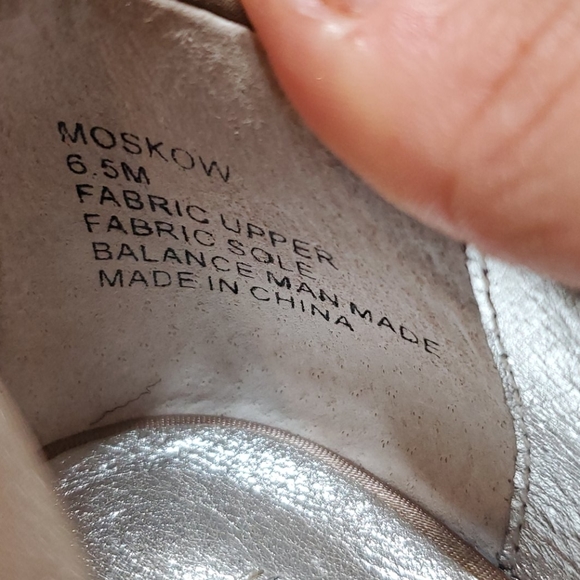 MOSKOW
6.5M
FABRIC UPPER
FABRIC SOLE
BALANCE MAN MADE
MADE IN CHINA